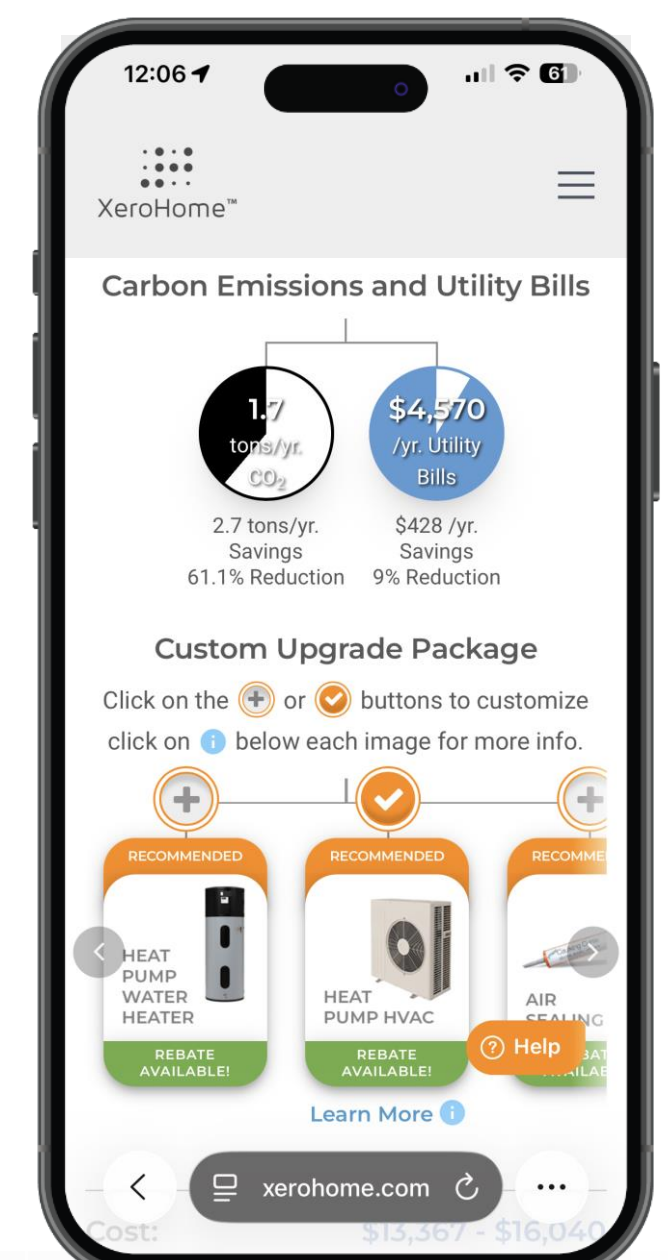 12:06
61
XeroHome™
Carbon Emissions and Utility Bills
1.7
tons/yr.
CO₂
$4,570
/yr. Utility
Bills
2.7 tons/yr.
Savings
61.1% Reduction
$428 /yr.
Savings
9% Reduction
Custom Upgrade Package
Click on the + or ✓ buttons to customize
click on i below each image for more info.
RECOMMENDED
HEAT
PUMP
WATER
HEATER
REBATE
AVAILABLE!
RECOMMENDED
HEAT
PUMP HVAC
REBATE
AVAILABLE!
RECOMME
AIR
SEALING
Help
Learn More i
xerohome.com
Cost:
$13,367 - $16,040